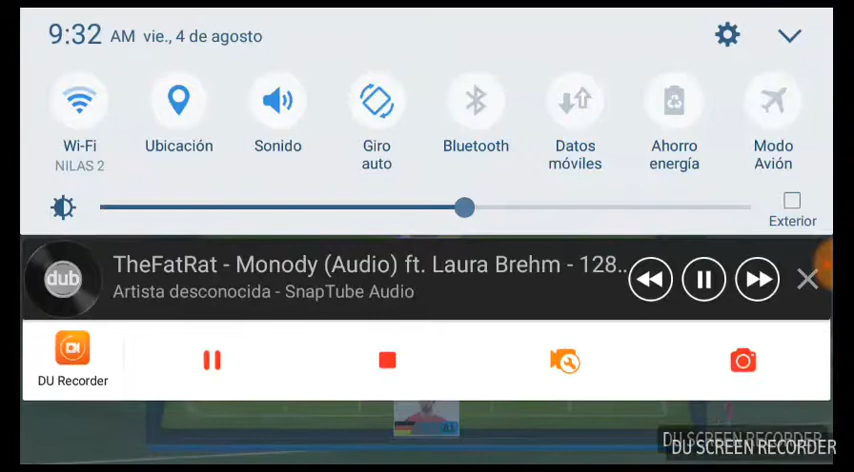 9:32 AM vie., 4 de agosto
Wi-Fi
NILAS 2
Ubicación
Sonido
Giro
auto
Bluetooth
Datos
móviles
Ahorro
energía
Modo
Avión
Exterior
dub
TheFatRat - Monody (Audio) ft. Laura Brehm - 128..
Artista desconocida - SnapTube Audio
DU Recorder
81
DU SCREEN RECORDER
DU SCREEN RECORDER